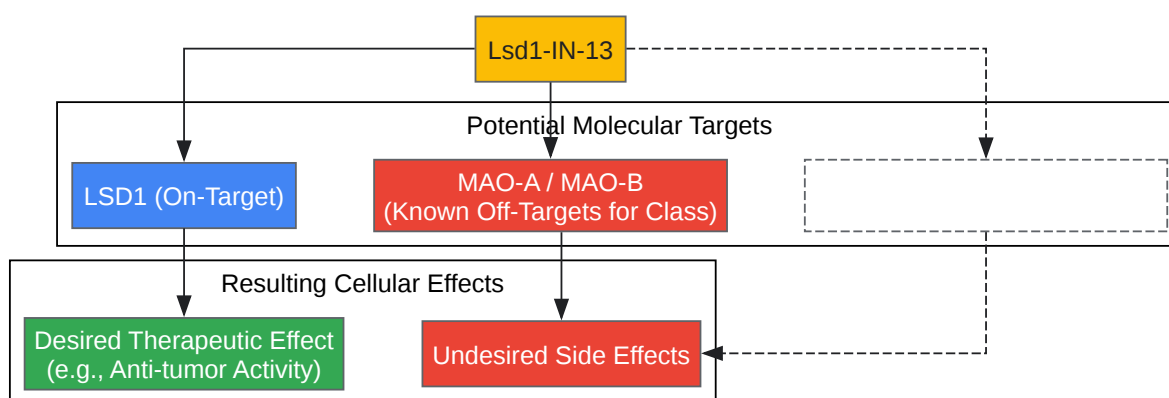 Lsd1-IN-13
Potential Molecular Targets
LSD1 (On-Target)
MAO-A / MAO-B
(Known Off-Targets for Class)
Resulting Cellular Effects
Desired Therapeutic Effect
(e.g., Anti-tumor Activity)
Undesired Side Effects